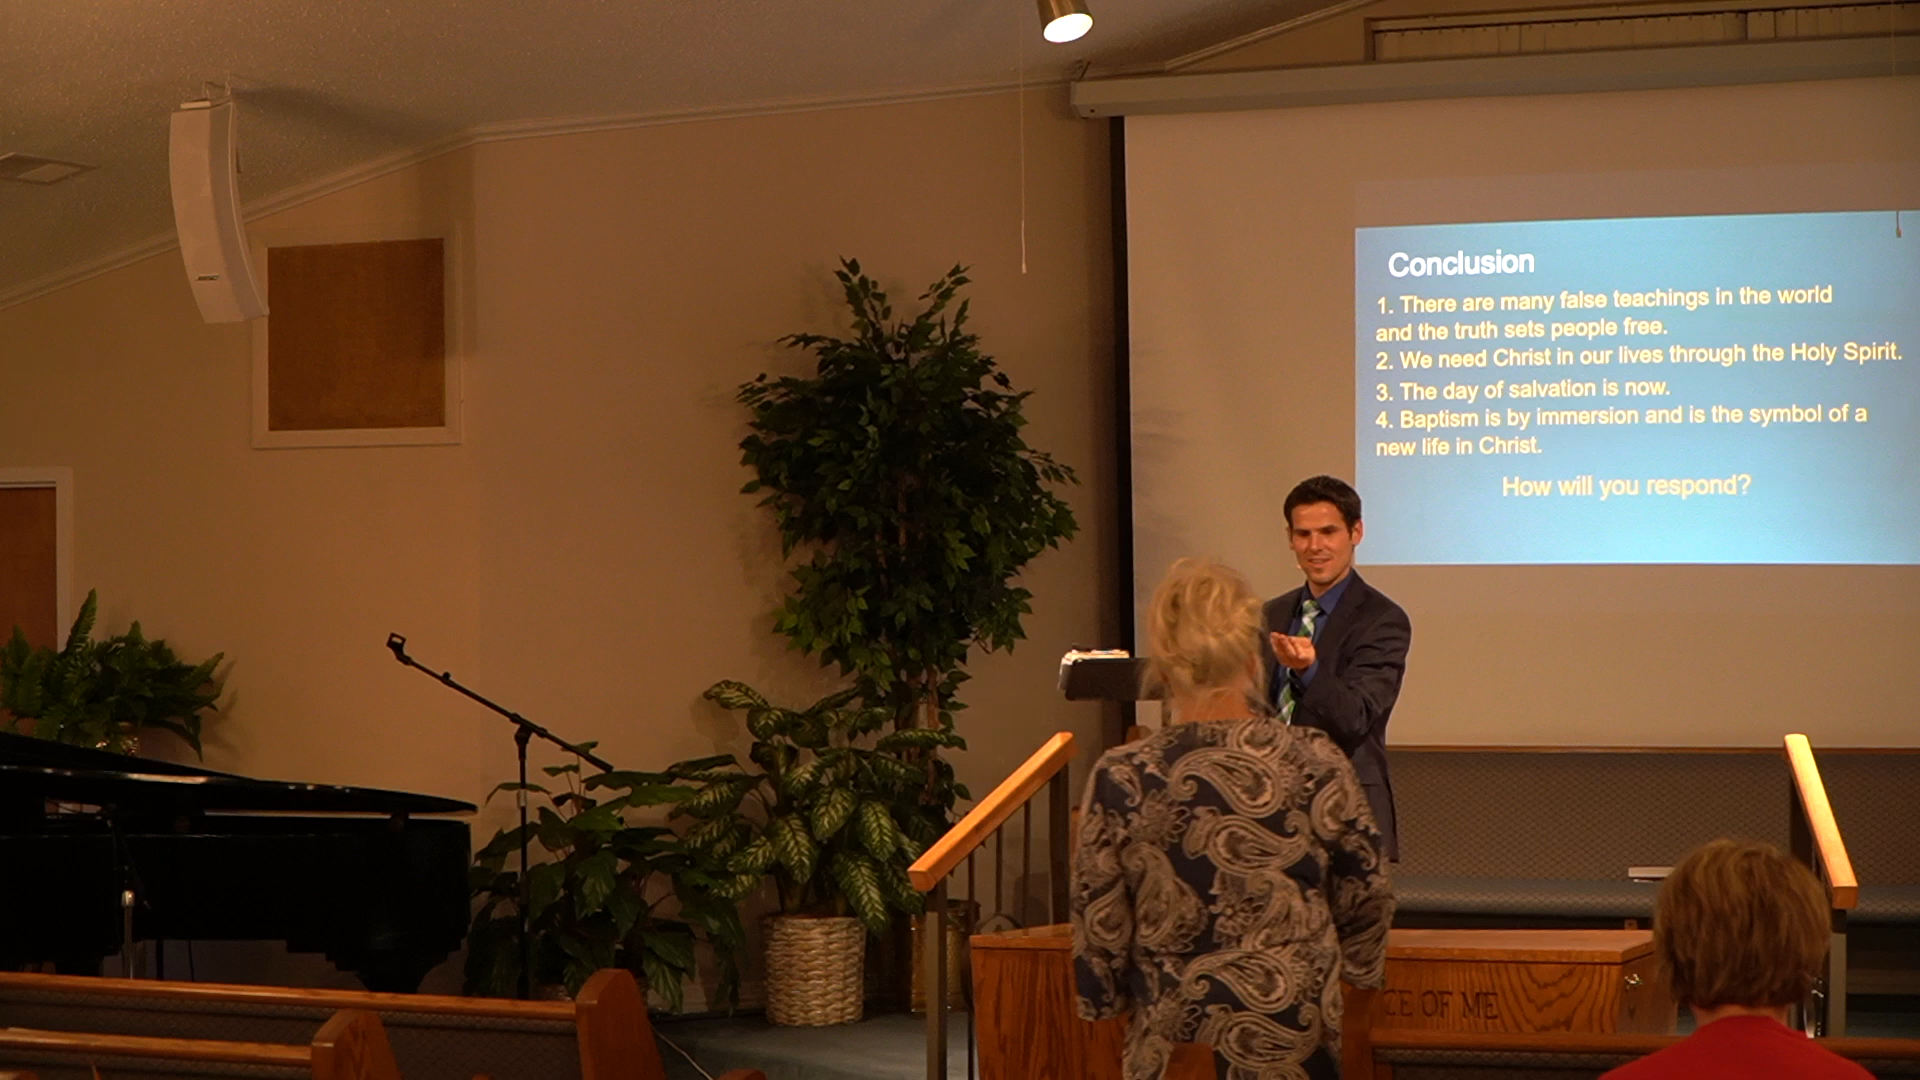 Conclusion
1. There are many false teachings in the world
and the truth sets people free.
2. We need Christ in our lives through the Holy Spirit.
3. The day of salvation is now.
4. Baptism is by immersion and is the symbol of a
new life in Christ.
How will you respond?
CE OF ME